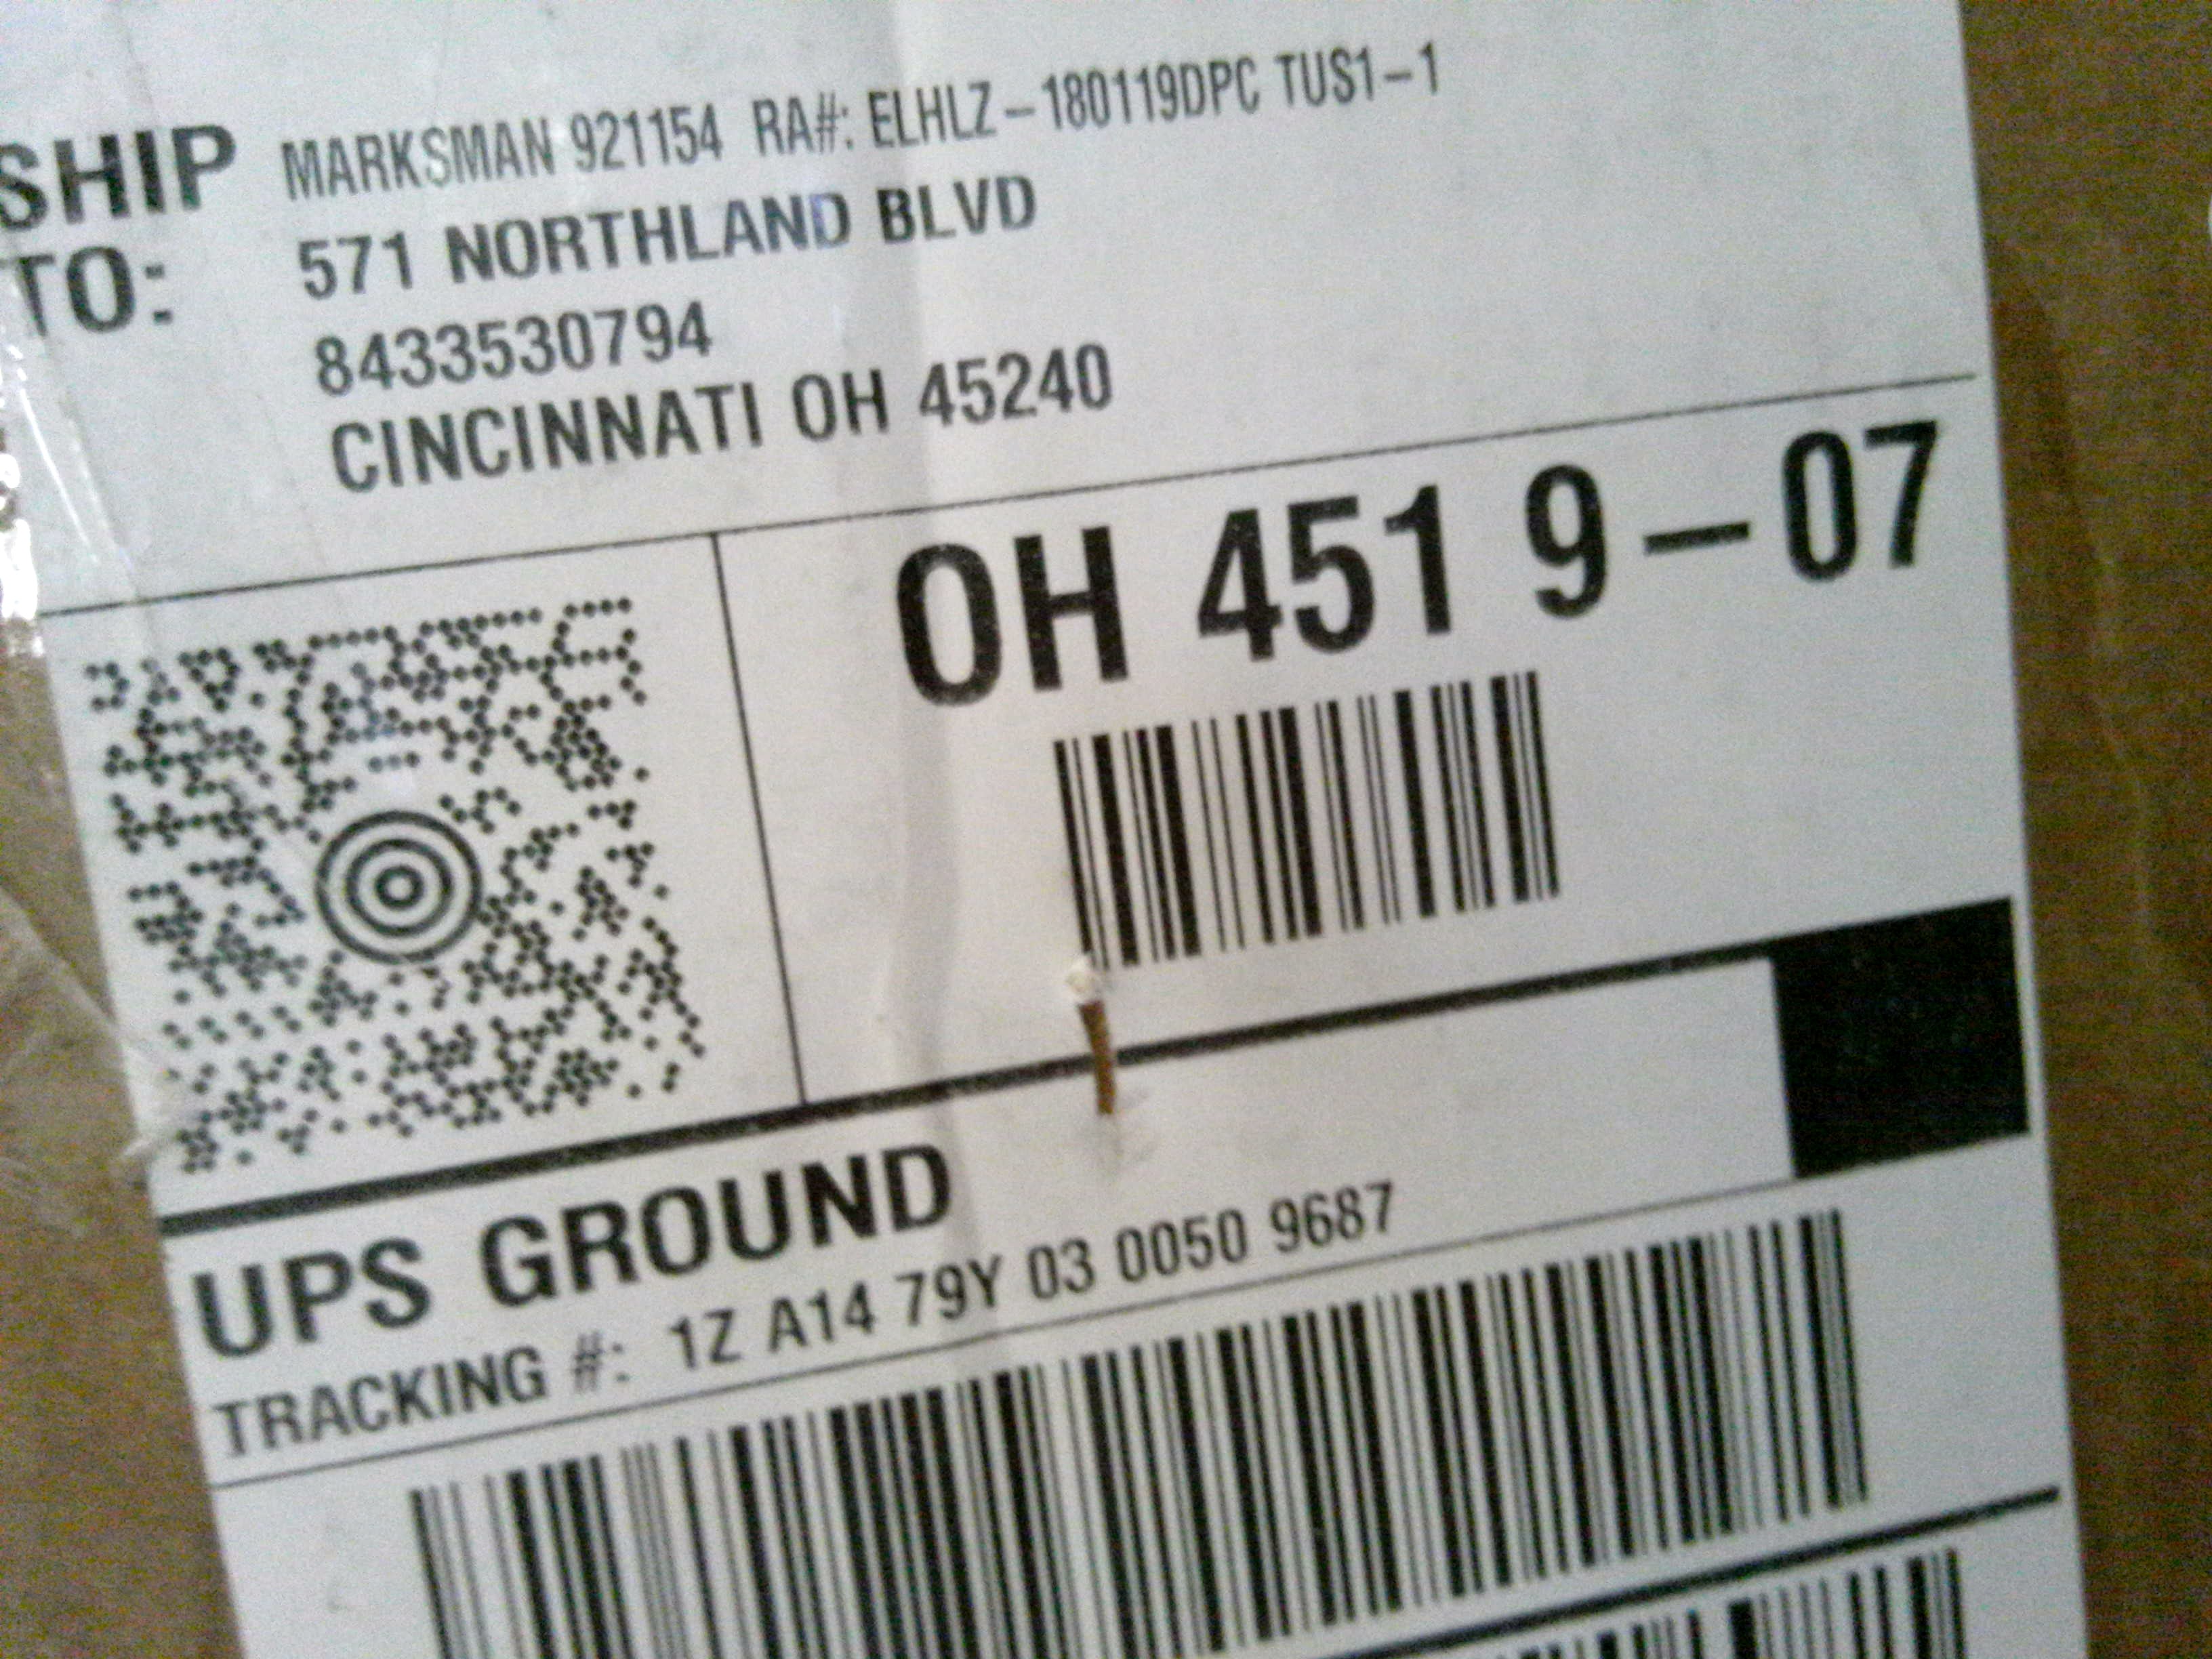 SHIP MARKSMAN 921154 RA#: ELHLZ-180119DPC TUS1-1
TO: 571 NORTHLAND BLVD
8433530794
CINCINNATI OH 45240
OH 451 9-07
UPS GROUND
TRACKING #: 1Z A14 79Y 03 0050 9687